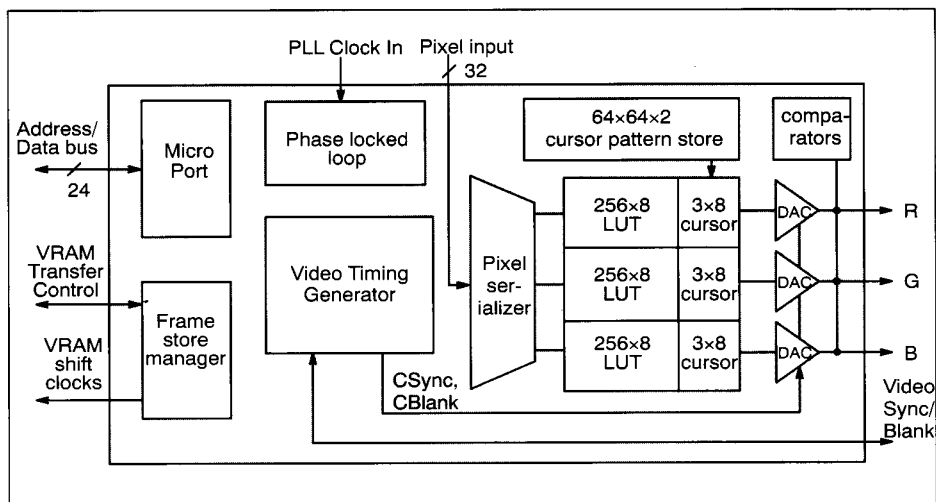 PLL Clock In
Pixel input
32
Address/
Data bus
24
Micro
Port
Phase locked
loop
64×64×2
cursor pattern store
compa-
rators
VRAM
Transfer
Control
VRAM
shift
clocks
Frame
store
manager
Video Timing
Generator
CSync,
CBlank
Pixel
ser-
ializer
256×8
LUT
3×8
cursor
DAC
R
256×8
LUT
3×8
cursor
DAC
G
256×8
LUT
3×8
cursor
DAC
B
Video
Sync/
Blank